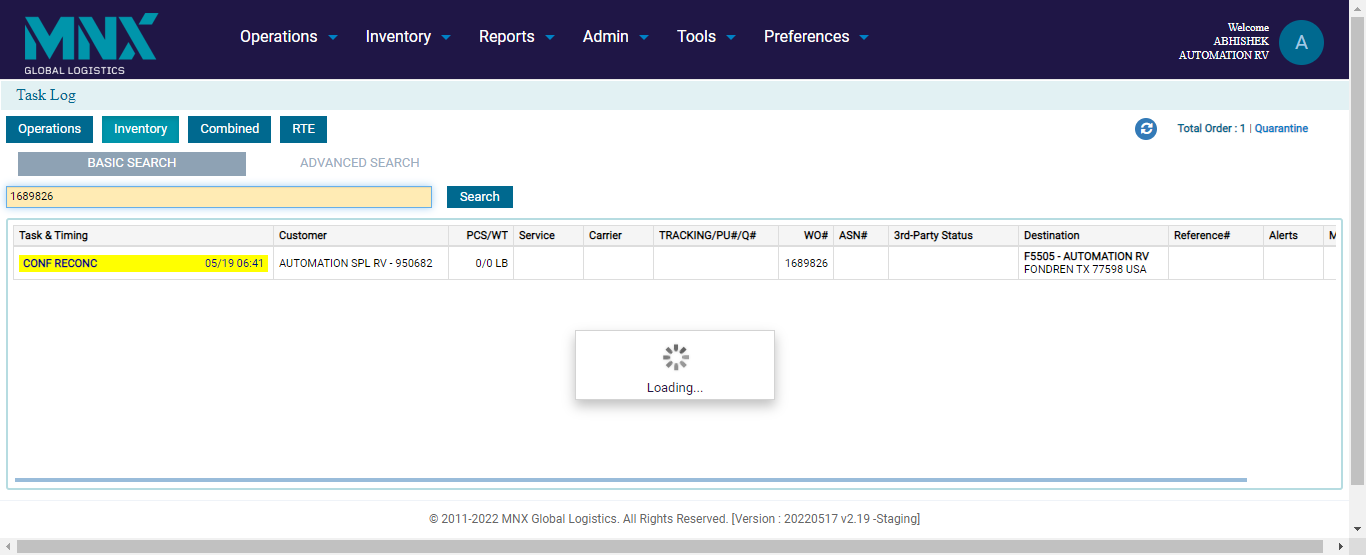 MNX
GLOBAL LOGISTICS
Operations Inventory Reports Admin Tools Preferences
Welcome
ABHISHEK
AUTOMATION RV
A
Task Log
Operations Inventory Combined RTE
Total Order : 1 | Quarantine
BASIC SEARCH ADVANCED SEARCH
1689826 Search
Task & Timing Customer PCS/WT Service Carrier TRACKING/PU#/Q# WO# ASN# 3rd-Party Status Destination Reference# Alerts M
CONF RECONC 05/19 06:41 AUTOMATION SPL RV - 950682 0/0 LB 1689826 F5505 - AUTOMATION RV
FONDREN TX 77598 USA
Loading...
© 2011-2022 MNX Global Logistics. All Rights Reserved. [Version : 20220517 v2.19 -Staging]